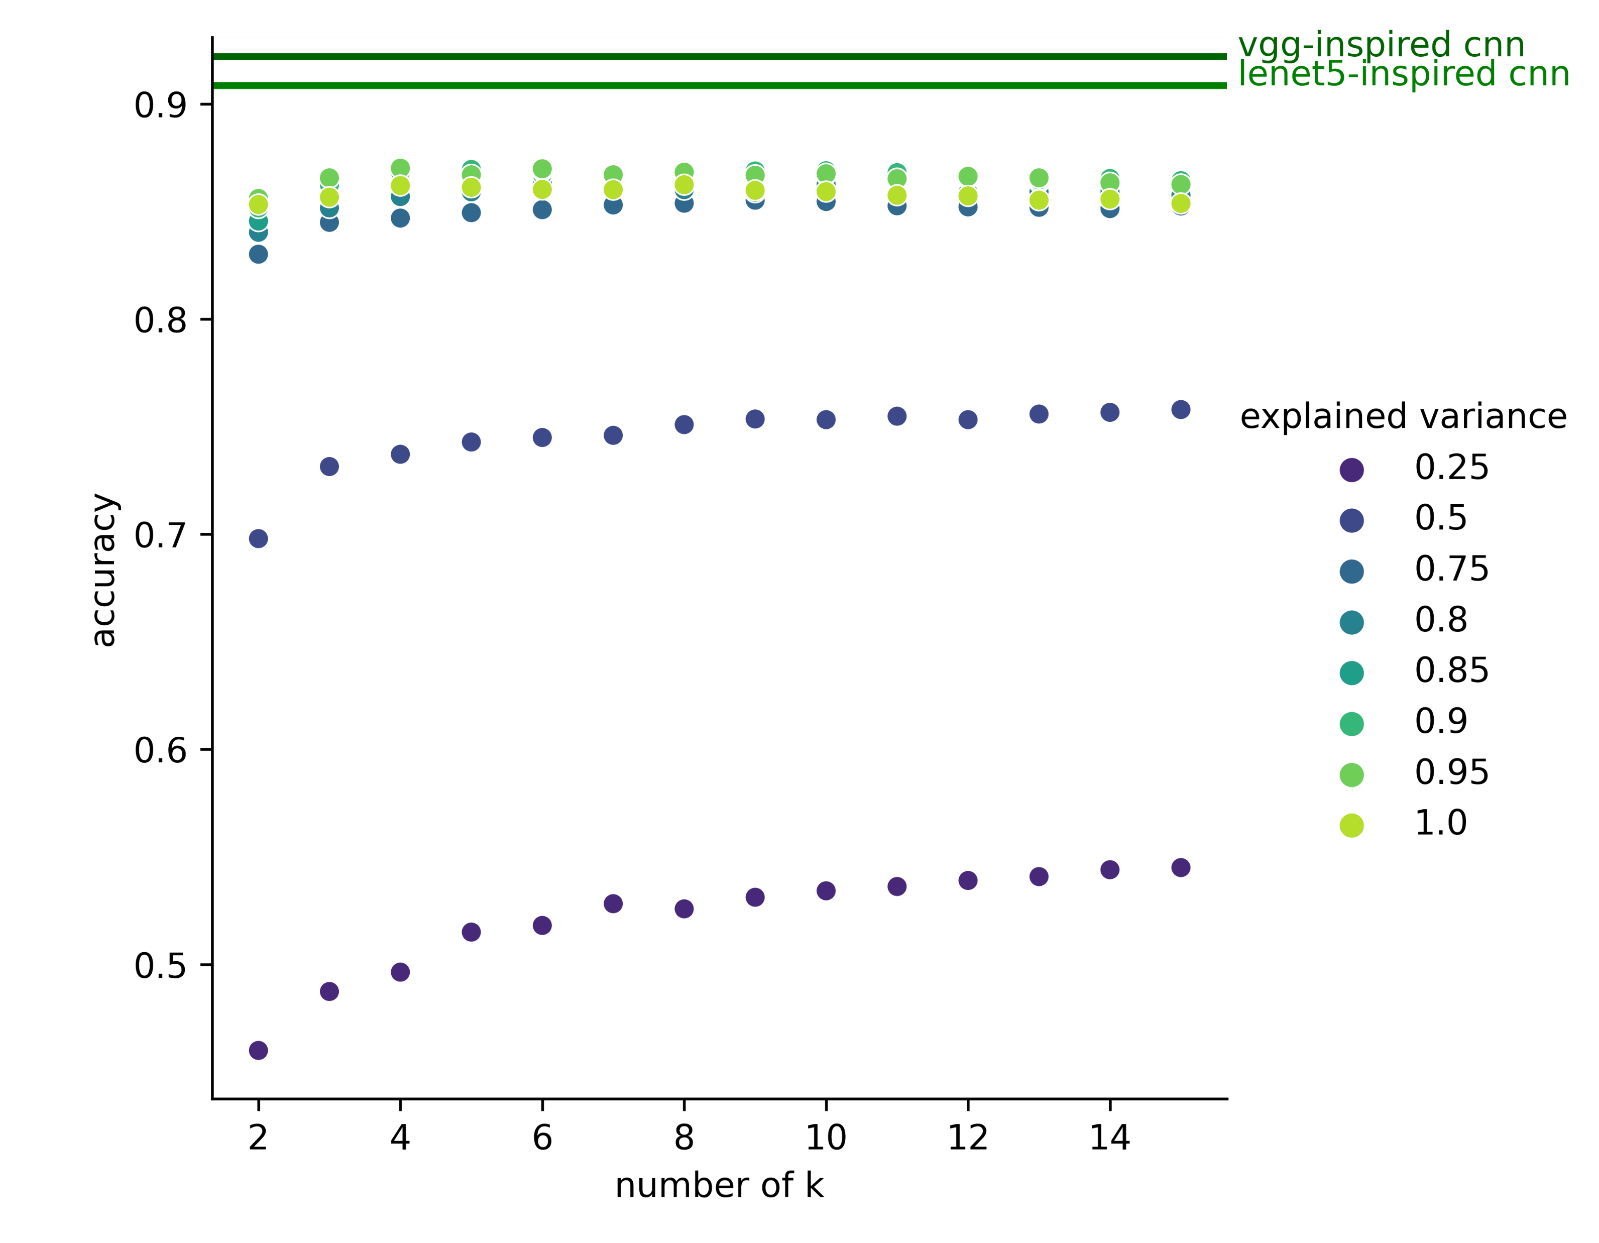 vgg-inspired cnn
lenet5-inspired cnn
0.9
0.8
0.7
0.6
0.5
accuracy
explained variance
0.25
0.5
0.75
0.8
0.85
0.9
0.95
1.0
2 4 6 8 10 12 14
number of k